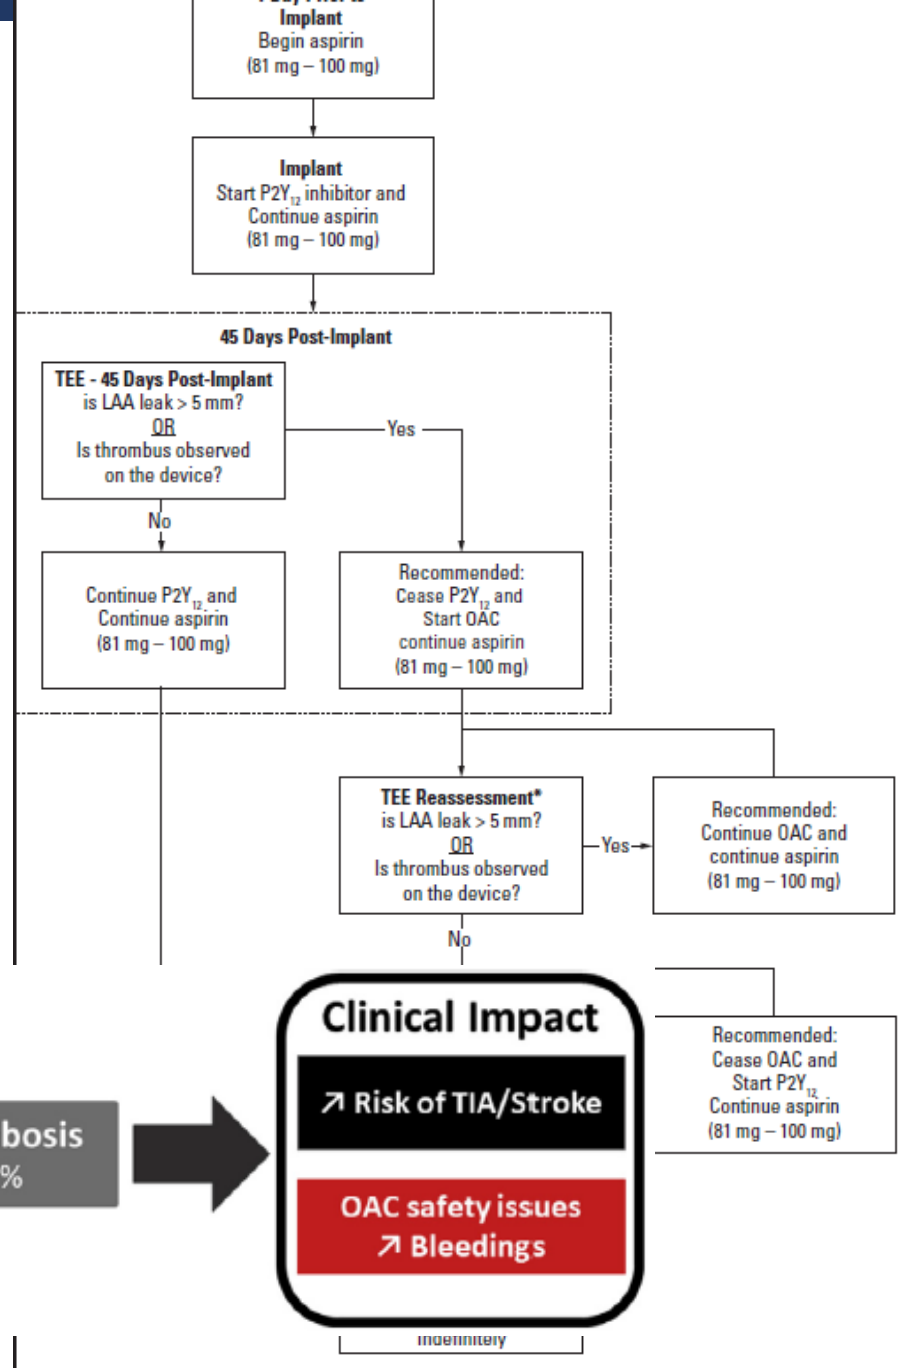 Implant
Begin aspirin
(81 mg – 100 mg)
Implant
Start P2Y12 inhibitor and
Continue aspirin
(81 mg – 100 mg)
45 Days Post-Implant
TEE - 45 Days Post-Implant
is LAA leak > 5 mm?
OR
Is thrombus observed
on the device?
Yes
No
Continue P2Y12 and
Continue aspirin
(81 mg – 100 mg)
Recommended:
Cease P2Y12 and
Start OAC
continue aspirin
(81 mg – 100 mg)
TEE Reassessment*
is LAA leak > 5 mm?
OR
Is thrombus observed
on the device?
Yes
Recommended:
Continue OAC and
continue aspirin
(81 mg – 100 mg)
No
Clinical Impact
↗ Risk of TIA/Stroke
OAC safety issues
↗ Bleedings
bosis
%
Recommended:
Cease OAC and
Start P2Y12,
Continue aspirin
(81 mg – 100 mg)
Indefinitely